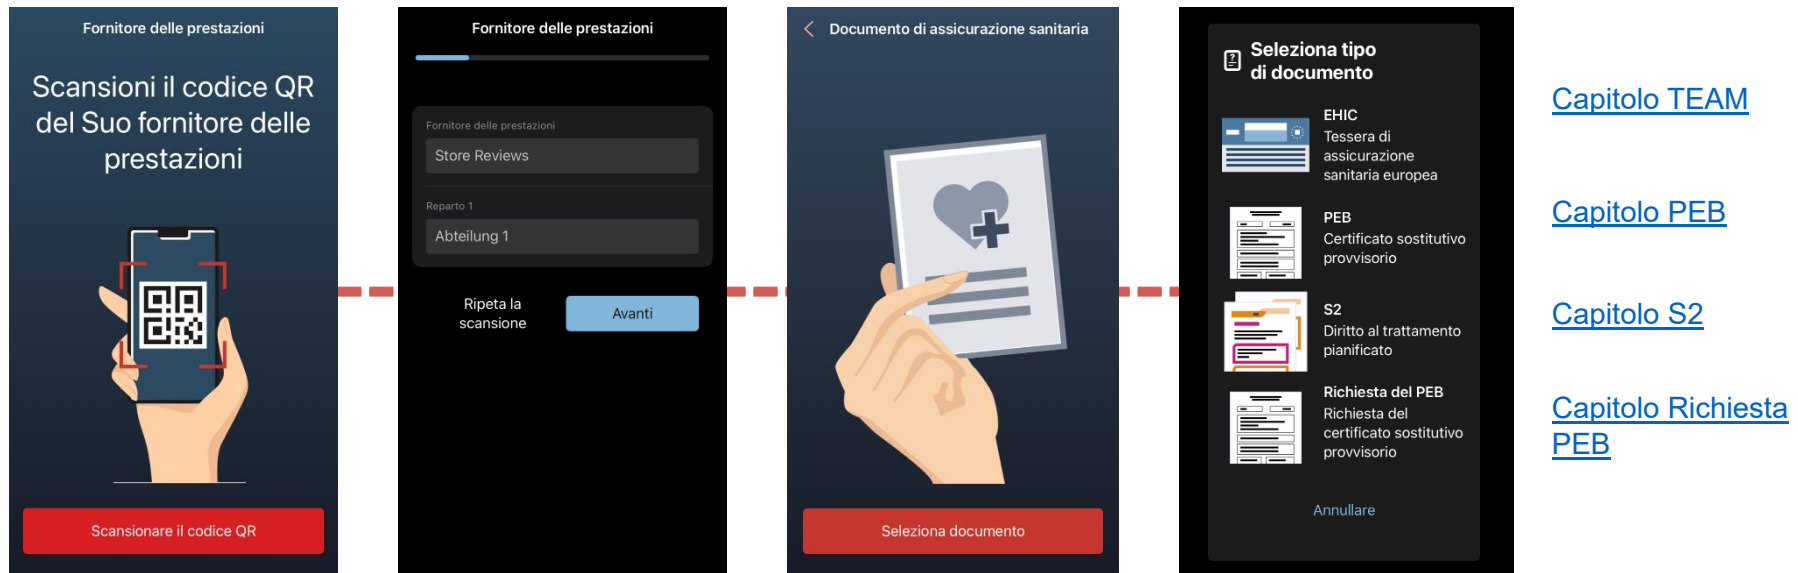 Fornitore delle prestazioni
Scansioni il codice QR
del Suo fornitore delle
prestazioni
Scansionare il codice QR
Fornitore delle prestazioni
Fornitore delle prestazioni
Store Reviews
Reparto 1
Abteilung 1
Ripeta la
scansione
Avanti
Documento di assicurazione sanitaria
Seleziona documento
Seleziona tipo
di documento
EHIC
Tessera di
assicurazione
sanitaria europea
PEB
Certificato sostitutivo
provvisorio
S2
Diritto al trattamento
pianificato
Richiesta del PEB
Richiesta del
certificato sostitutivo
provvisorio
Annullare
Capitolo TEAM
Capitolo PEB
Capitolo S2
Capitolo Richiesta
PEB